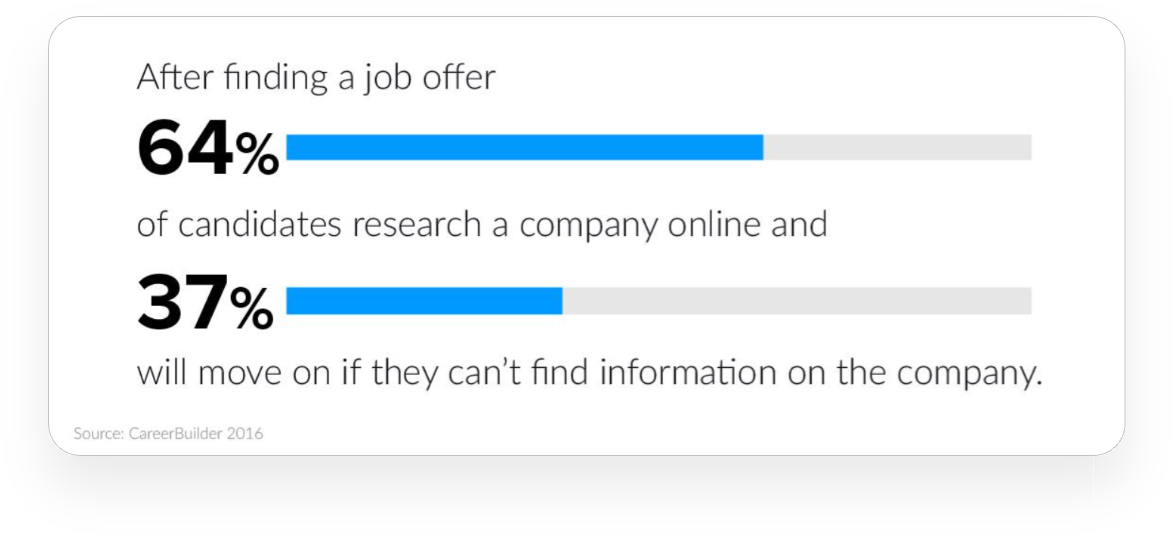 After finding a job offer
64%
of candidates research a company online and
37%
will move on if they can’t find information on the company.
Source: CareerBuilder 2016